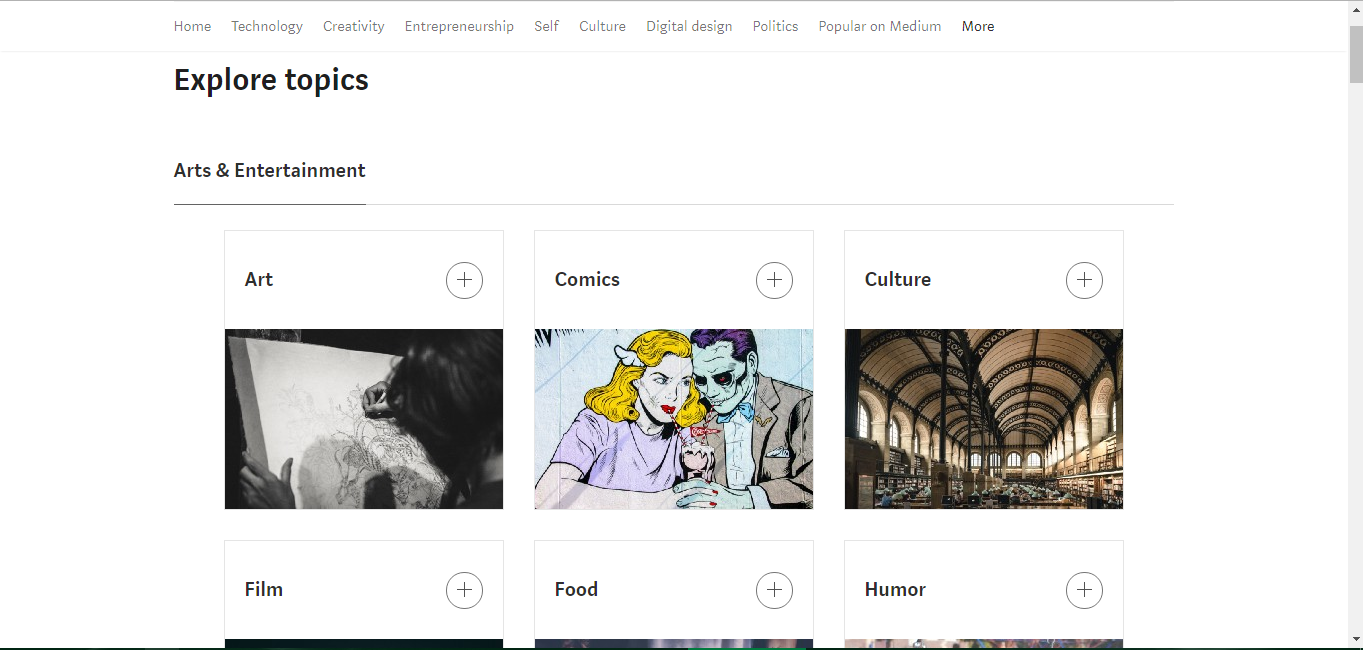 Home Technology Creativity Entrepreneurship Self Culture Digital design Politics Popular on Medium More
Explore topics
Arts & Entertainment
Art Comics Culture
Film Food Humor